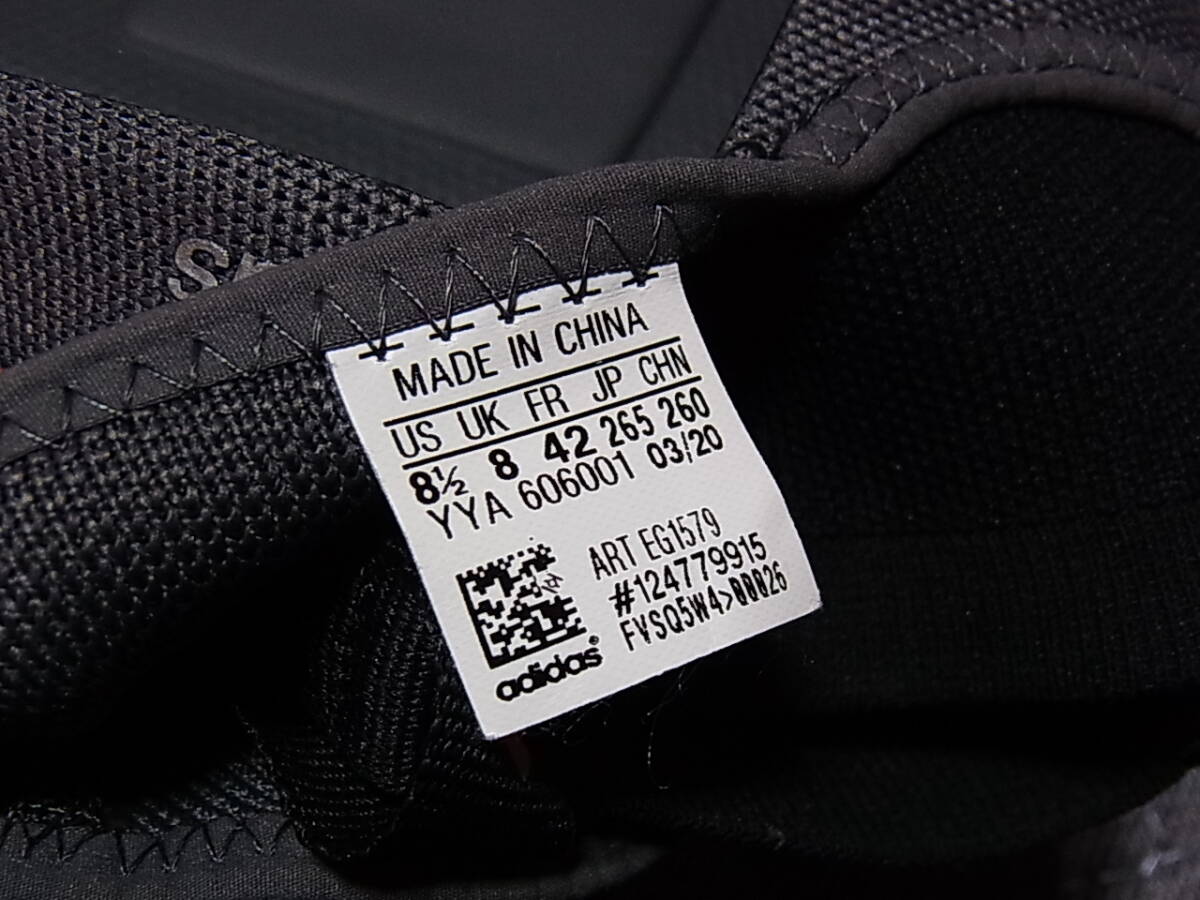 MADE IN CHINA
US UK FR JP CHN
8½ 8 42 265 260
YYA 606001 03/20
ART EG1579
#124779915
FVSQ5W4>00026
adidas®